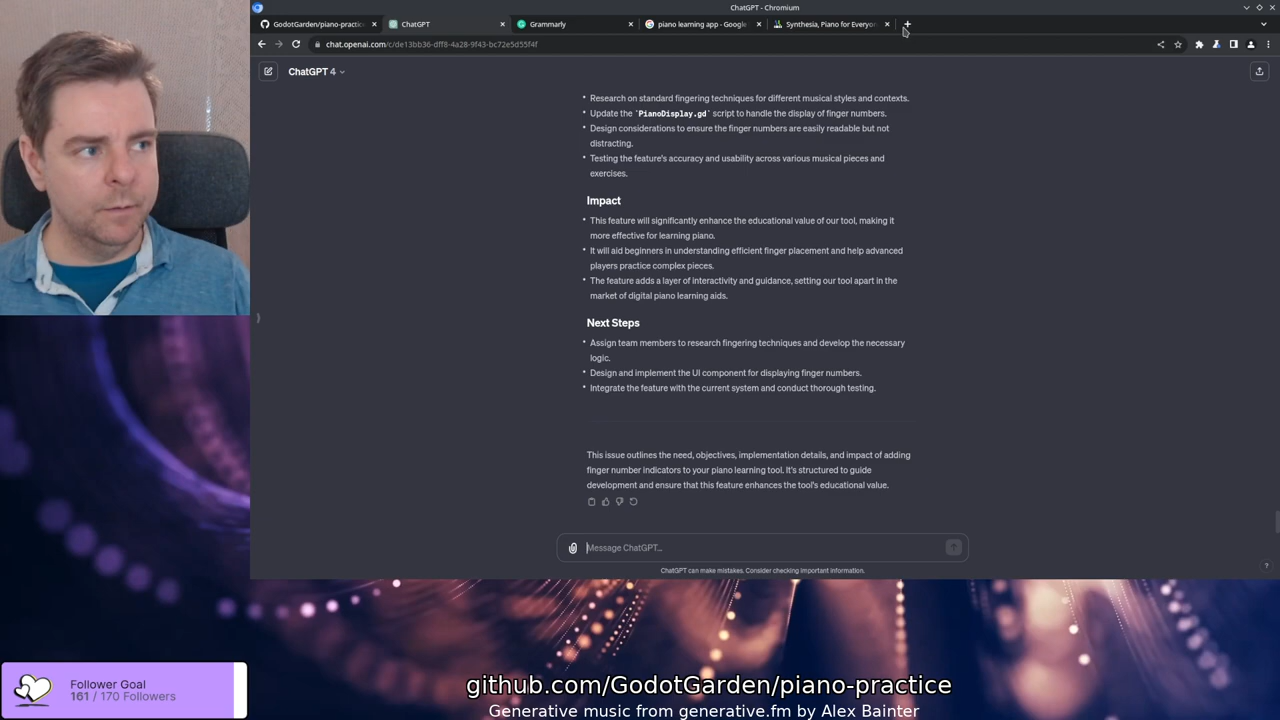 ChatGPT - Chromium
GodotGarden/piano-practic
ChatGPT
Grammarly
piano learning app - Google
Synthesia, Piano for Everyon
chat.openai.com/c/de13bb36-dff8-4a28-9f43-bc72e5d55f4f
ChatGPT 4
• Research on standard fingering techniques for different musical styles and contexts.
• Update the `PianoDisplay.gd` script to handle the display of finger numbers.
• Design considerations to ensure the finger numbers are easily readable but not
distracting.
• Testing the feature's accuracy and usability across various musical pieces and
exercises.
Impact
• This feature will significantly enhance the educational value of our tool, making it
more effective for learning piano.
• It will aid beginners in understanding efficient finger placement and help advanced
players practice complex pieces.
• The feature adds a layer of interactivity and guidance, setting our tool apart in the
market of digital piano learning aids.
Next Steps
• Assign team members to research fingering techniques and develop the necessary
logic.
• Design and implement the UI component for displaying finger numbers.
• Integrate the feature with the current system and conduct thorough testing.
This issue outlines the need, objectives, implementation details, and impact of adding
finger number indicators to your piano learning tool. It's structured to guide
development and ensure that this feature enhances the tool's educational value.
Message ChatGPT...
ChatGPT can make mistakes. Consider checking important information.
?
Follower Goal
161 / 170 Followers
github.com/GodotGarden/piano-practice
Generative music from generative.fm by Alex Bainter